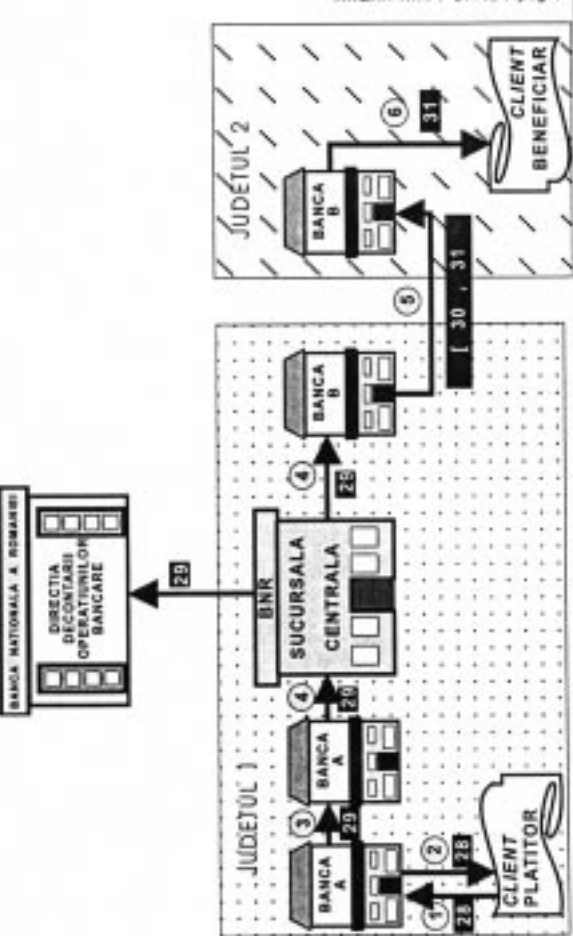 BANCA NATIONALA A ROMANIEI
DIRECTIA
DECONTARII
OPERATIUNILOR
BANCARE
29
JUDETUL 1
BANCA
A
3
29
BANCA
A
4
29
BNR
SUCURSALA
CENTRALA
4
29
BANCA
B
1
28
2
28
CLIENT
PLATITOR
5
[ 30 , 31
JUDETUL 2
BANCA
B
6
31
CLIENT
BENEFICIAR